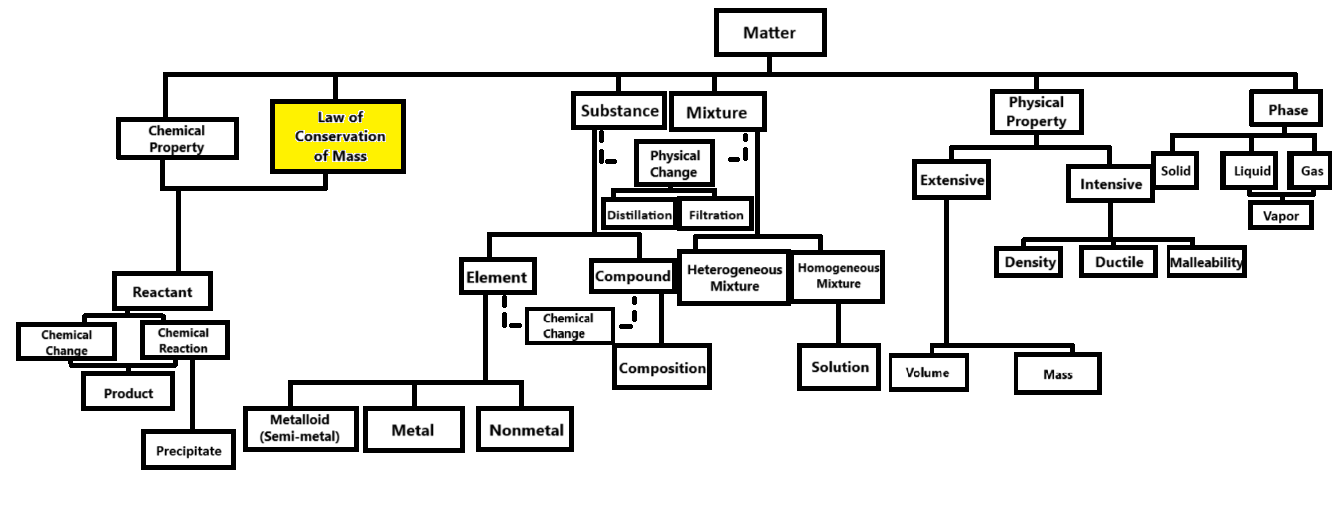 Matter
Chemical
Property
Law of
Conservation
of Mass
Substance
Mixture
Physical
Property
Phase
Physical
Change
Distillation
Filtration
Extensive
Intensive
Solid
Liquid
Gas
Vapor
Density
Ductile
Malleability
Element
Compound
Heterogeneous
Mixture
Homogeneous
Mixture
Reactant
Chemical
Change
Chemical
Reaction
Chemical
Change
Composition
Solution
Volume
Mass
Product
Precipitate
Metalloid
(Semi-metal)
Metal
Nonmetal